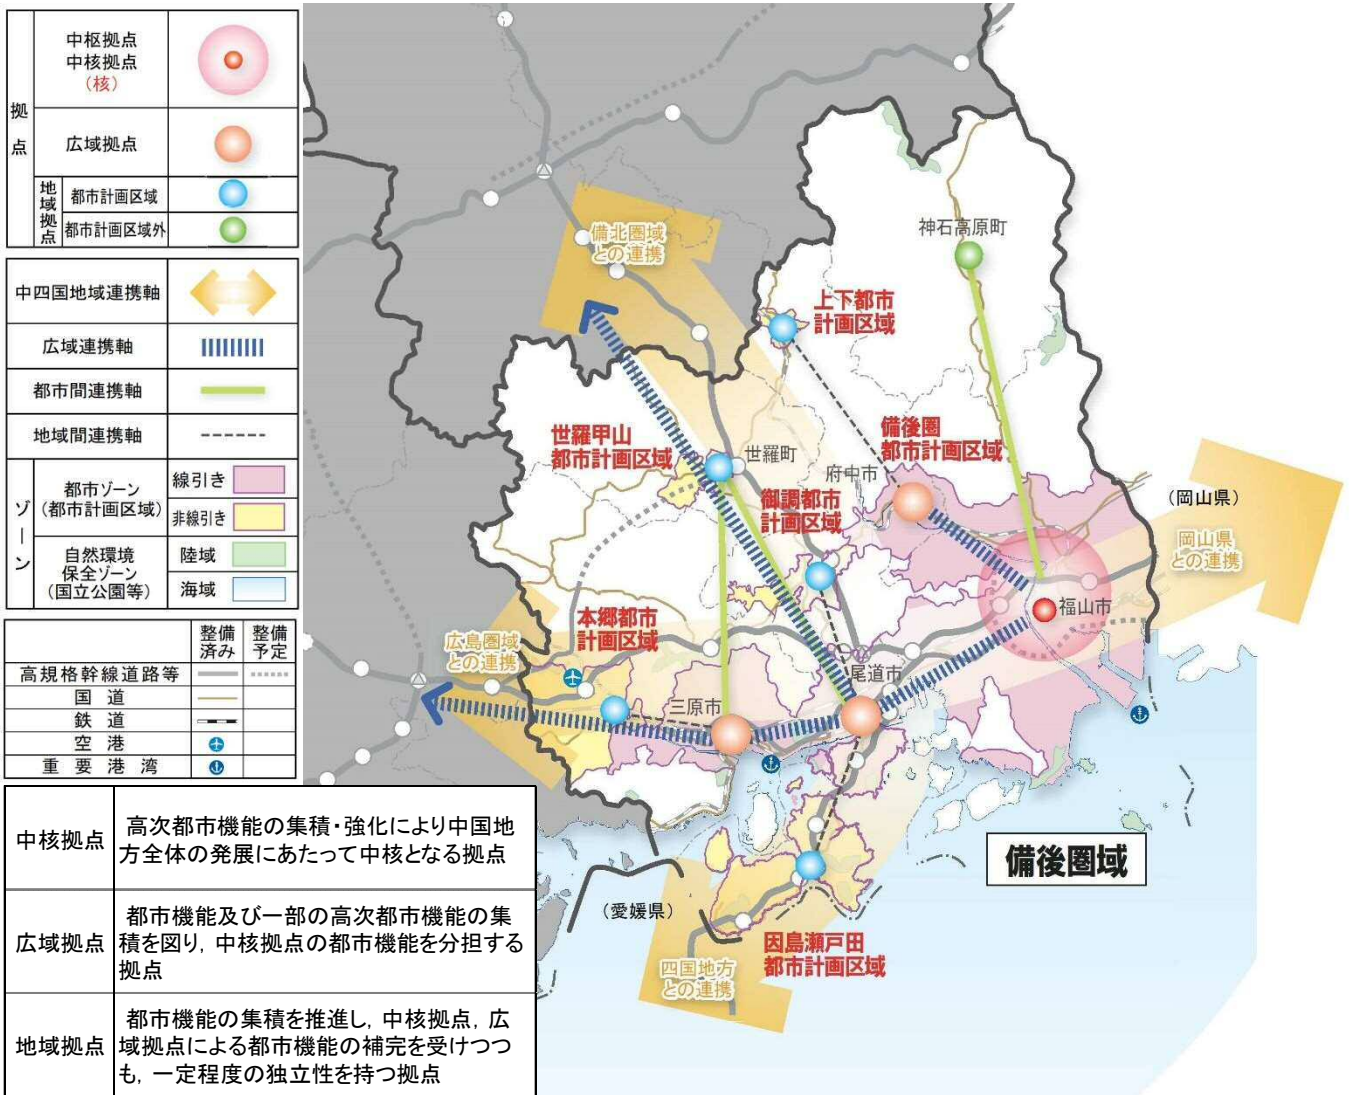 拠点
中枢拠点
中核拠点
(核)
広域拠点
地域拠点
都市計画区域
都市計画区域外
中四国地域連携軸
広域連携軸
都市間連携軸
地域間連携軸
ゾーン
都市ゾーン
(都市計画区域)
線引き
非線引き
自然環境
保全ゾーン
(国立公園等)
陸域
海域
整備
済み
整備
予定
高規格幹線道路等
国道
鉄道
空港
重要港湾
中核拠点
高次都市機能の集積・強化により中国地
方全体の発展にあたって中核となる拠点
広域拠点
都市機能及び一部の高次都市機能の集
積を図り，中核拠点の都市機能を分担する
拠点
地域拠点
都市機能の集積を推進し，中核拠点，広
域拠点による都市機能の補完を受けつつ
も，一定程度の独立性を持つ拠点
備北圏域
との連携
神石高原町
上下都市
計画区域
世羅甲山
都市計画区域
世羅町
備後圏
都市計画区域
府中市
御調都市
計画区域
(岡山県)
岡山県
との連携
福山市
本郷都市
計画区域
広島圏域
との連携
三原市
尾道市
備後圏域
(愛媛県)
因島瀬戸田
都市計画区域
四国地方
との連携